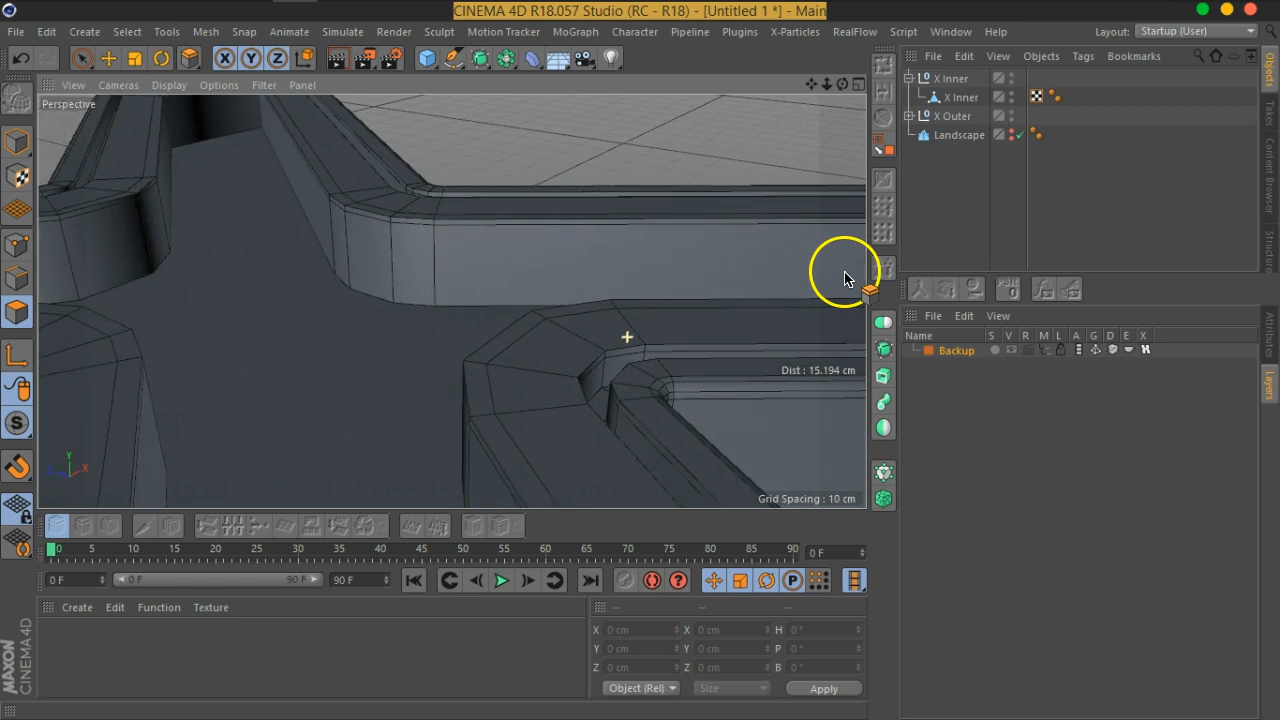 CINEMA 4D R18.057 Studio (RC - R18) - [Untitled 1 *] - Main
File Edit Create Select Tools Mesh Snap Animate Simulate Render Sculpt Motion Tracker MoGraph Character Pipeline Plugins X-Particles RealFlow Script Window Help Layout: Startup (User)
X Y Z
File Edit View Objects Tags Bookmarks
View Cameras Display Options Filter Panel
Perspective
X Inner
X Inner
X Outer
Landscape
Objects
Takes
Content Browser
Structure
PSR
File Edit View
Name S V R M L A G D E X
Backup
Attributes
Layers
Dist : 15.194 cm
Y
X
Grid Spacing : 10 cm
0 5 10 15 20 25 30 35 40 45 50 55 60 65 70 75 80 85 90 0 F
0 F 0 F 90 F 90 F
Create Edit Function Texture
-- -- --
X 0 cm X 0 cm H 0 °
Y 0 cm Y 0 cm P 0 °
Z 0 cm Z 0 cm B 0 °
Object (Rel) Size Apply
MAXON
CINEMA 4D